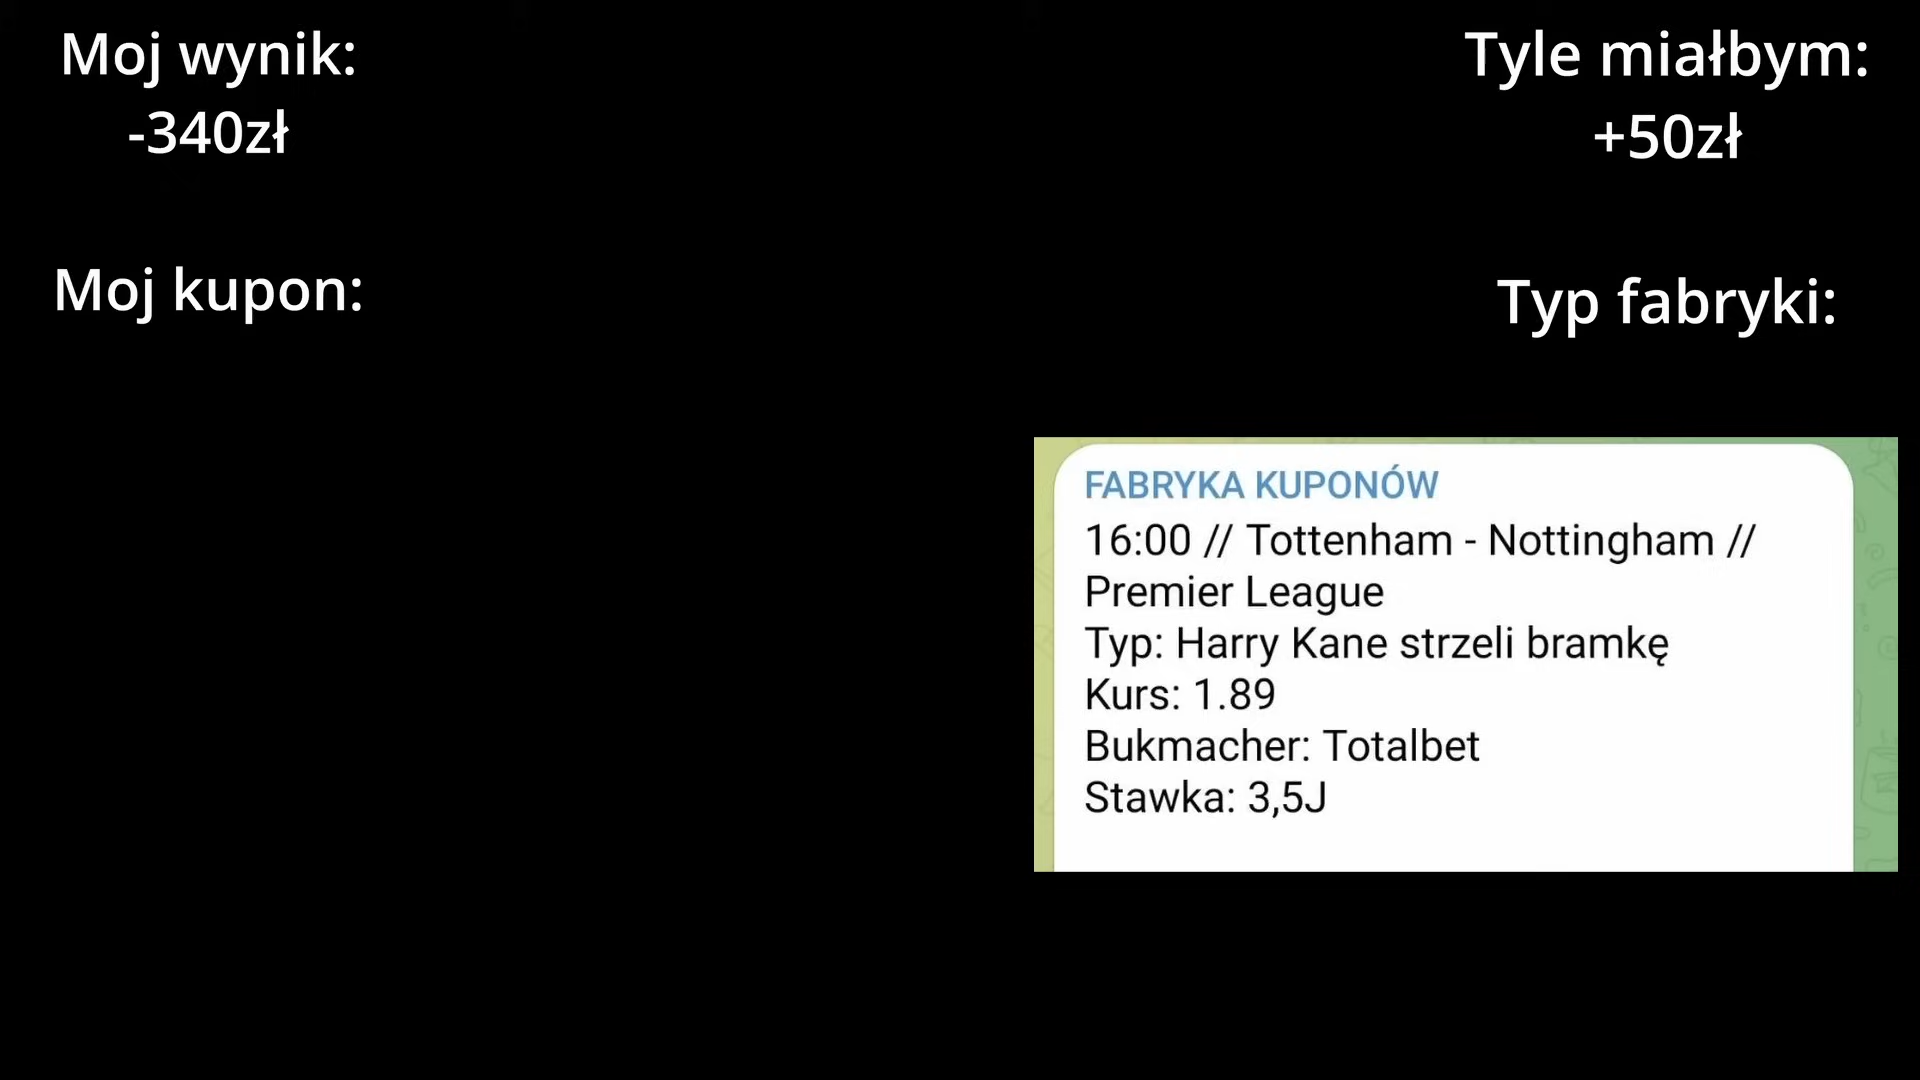 Moj wynik:
-340zł
Tyle miałbym:
+50zł
Moj kupon:
Typ fabryki:
FABRYKA KUPONÓW
16:00 // Tottenham - Nottingham //
Premier League
Typ: Harry Kane strzeli bramkę
Kurs: 1.89
Bukmacher: Totalbet
Stawka: 3,5J